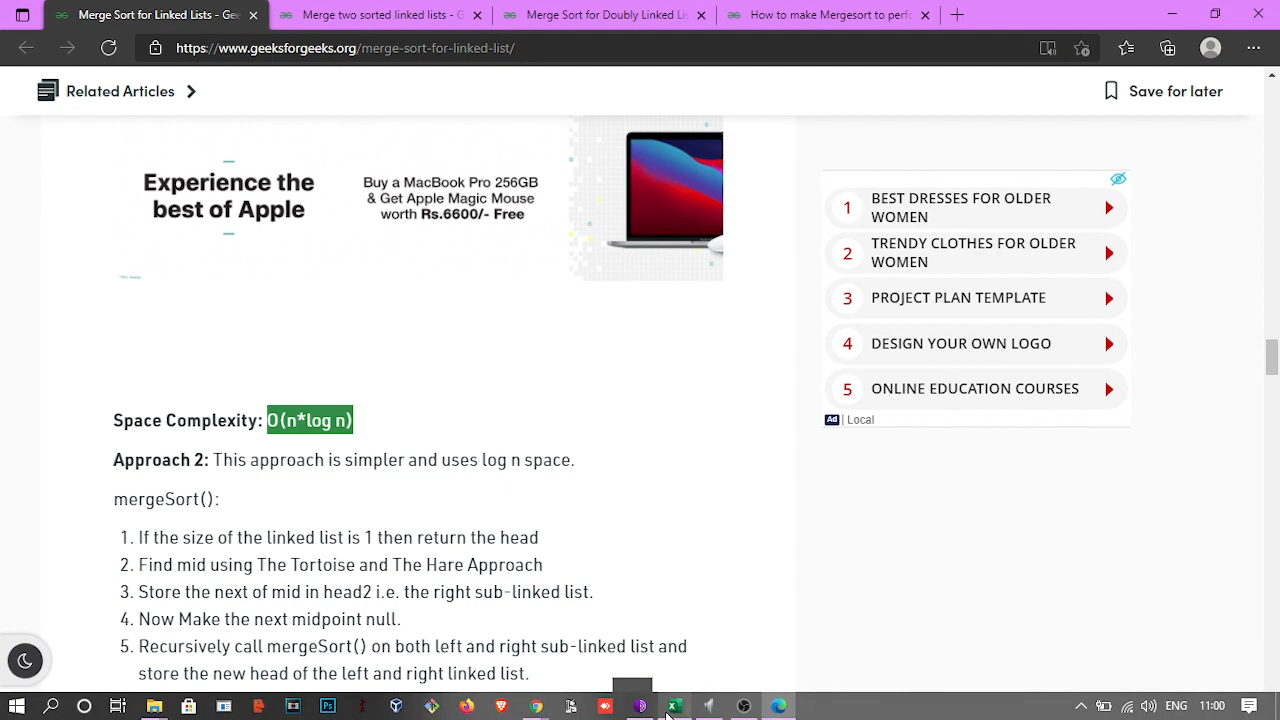 Merge two sorted linked lists - G
Merge Sort for Doubly Linked Lis
How to make Mergesort to perfo
https://www.geeksforgeeks.org/merge-sort-for-linked-list/
Related Articles
Save for later
Experience the
best of Apple
Buy a MacBook Pro 256GB
& Get Apple Magic Mouse
worth Rs.6600/- Free
1 BEST DRESSES FOR OLDER
WOMEN
2 TRENDY CLOTHES FOR OLDER
WOMEN
3 PROJECT PLAN TEMPLATE
4 DESIGN YOUR OWN LOGO
5 ONLINE EDUCATION COURSES
Ad | Local
Space Complexity: O(n*log n)
Approach 2: This approach is simpler and uses log n space.
mergeSort():
1. If the size of the linked list is 1 then return the head
2. Find mid using The Tortoise and The Hare Approach
3. Store the next of mid in head2 i.e. the right sub-linked list.
4. Now Make the next midpoint null.
5. Recursively call mergeSort() on both left and right sub-linked list and
store the new head of the left and right linked list.
ENG 11:00